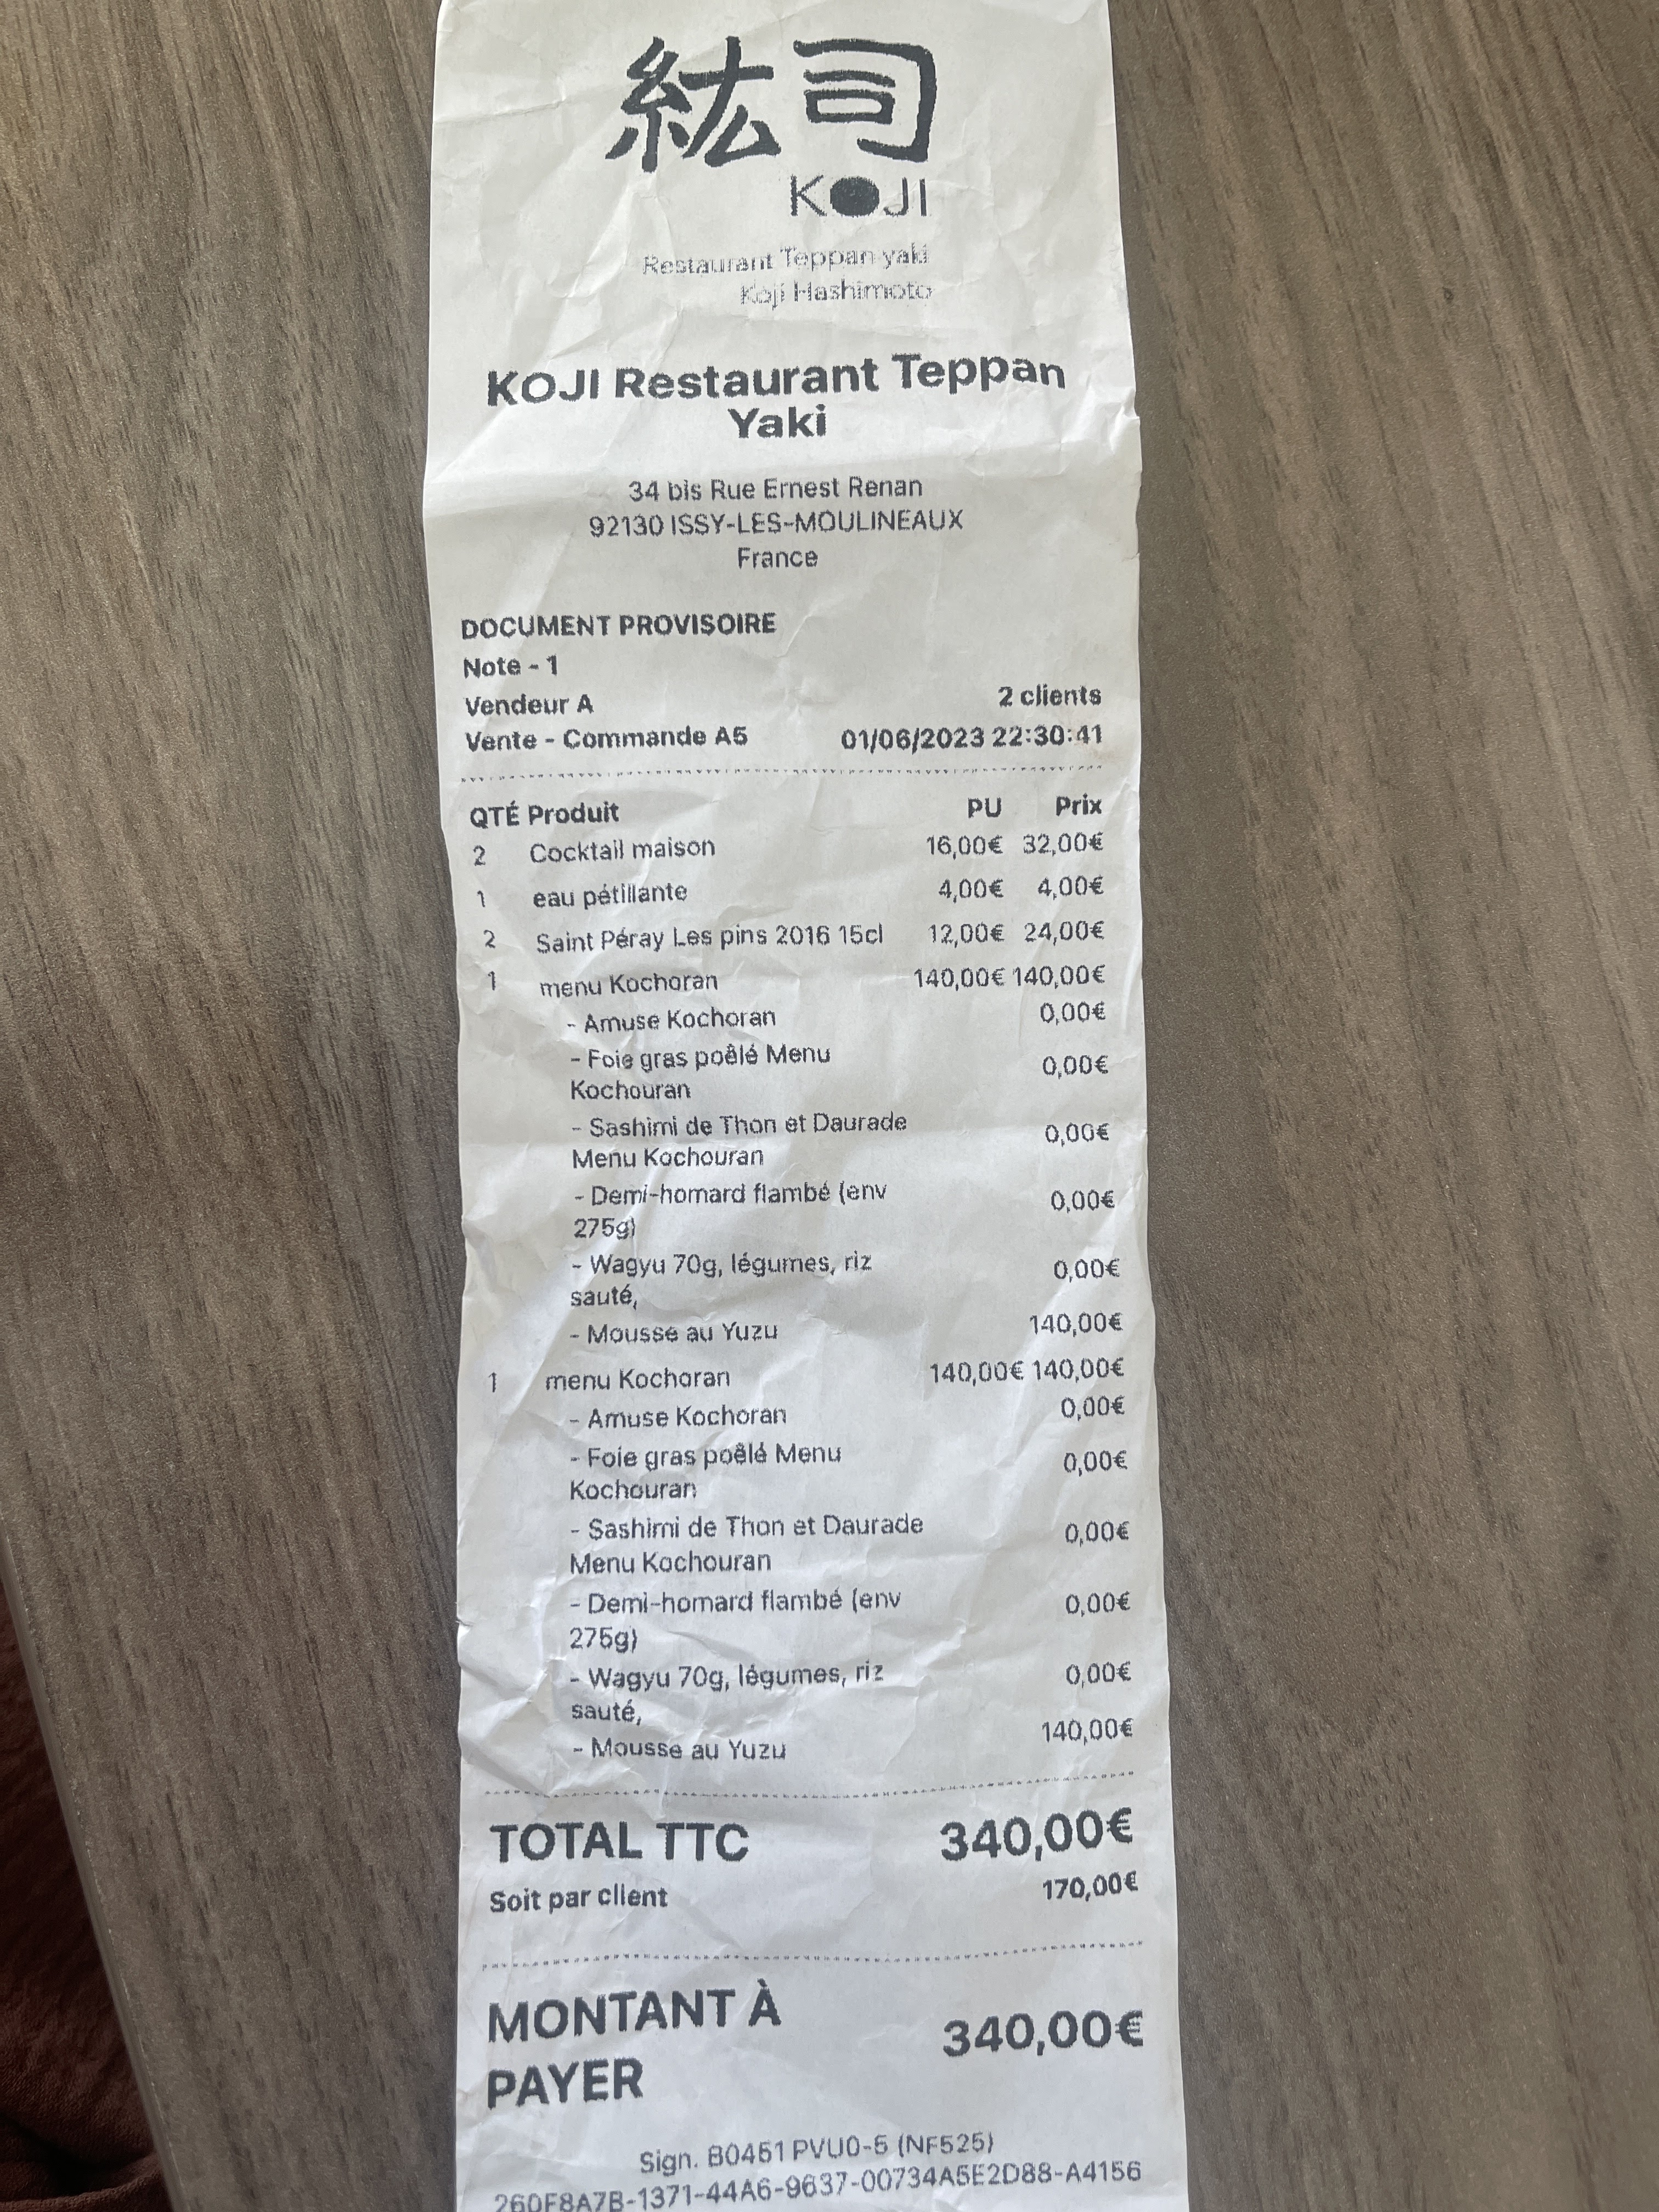 紘司
KOJI
Restaurant Teppan yaki
Koji Hashimoto
KOJI Restaurant Teppan
Yaki
34 bis Rue Ernest Renan
92130 ISSY-LES-MOULINEAUX
France
DOCUMENT PROVISOIRE
Note - 1
Vendeur A 2 clients
Vente - Commande A5 01/06/2023 22:30:41
QTÉ Produit PU Prix
2 Cocktail maison 16,00€ 32,00€
1 eau pétillante 4,00€ 4,00€
2 Saint Péray Les pins 2016 15cl 12,00€ 24,00€
1 menu Kochoran 140,00€ 140,00€
- Amuse Kochoran 0,00€
- Foie gras poêlé Menu 0,00€
Kochouran
- Sashimi de Thon et Daurade 0,00€
Menu Kochouran
- Demi-homard flambé (env 0,00€
275g)
- Wagyu 70g, légumes, riz 0,00€
sauté,
- Mousse au Yuzu 140,00€
1 menu Kochoran 140,00€ 140,00€
- Amuse Kochoran 0,00€
- Foie gras poêlé Menu 0,00€
Kochouran
- Sashimi de Thon et Daurade 0,00€
Menu Kochouran
- Demi-homard flambé (env 0,00€
275g)
- Wagyu 70g, légumes, riz 0,00€
sauté,
- Mousse au Yuzu 140,00€
TOTAL TTC 340,00€
Soit par client 170,00€
MONTANT À 340,00€
PAYER
Sign. B0451 PVU0-5 (NF525)
260F8A7B-1371-44A6-9637-00734A5E2D88-A4156